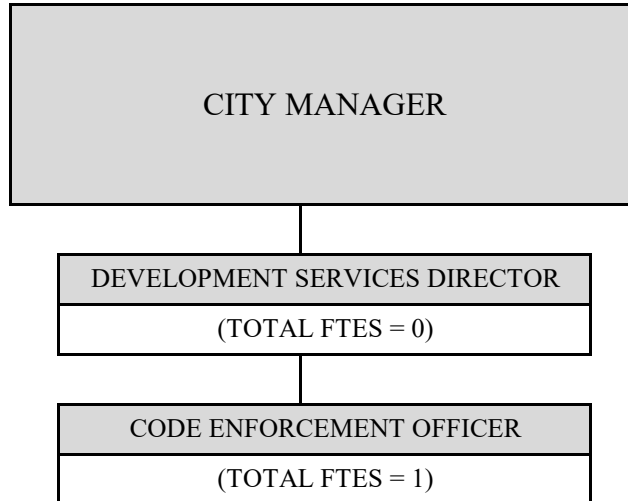 CITY MANAGER
DEVELOPMENT SERVICES DIRECTOR
(TOTAL FTES = 0)
CODE ENFORCEMENT OFFICER
(TOTAL FTES = 1)